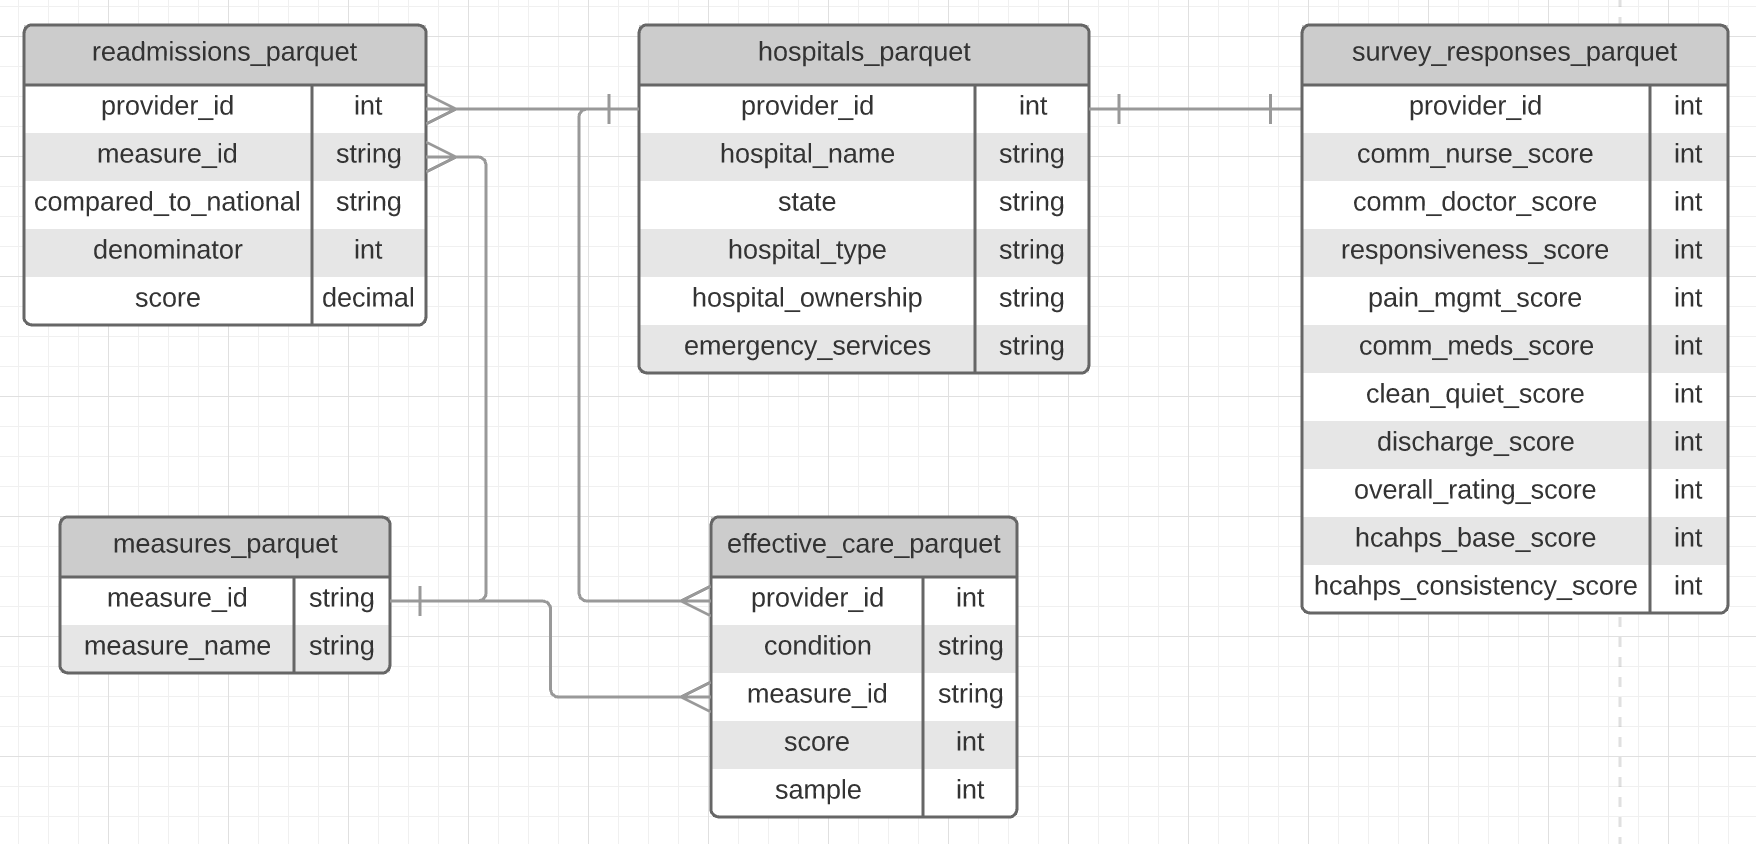 readmissions_parquet
provider_id int
measure_id string
compared_to_national string
denominator int
score decimal
hospitals_parquet
provider_id int
hospital_name string
state string
hospital_type string
hospital_ownership string
emergency_services string
survey_responses_parquet
provider_id int
comm_nurse_score int
comm_doctor_score int
responsiveness_score int
pain_mgmt_score int
comm_meds_score int
clean_quiet_score int
discharge_score int
overall_rating_score int
hcahps_base_score int
hcahps_consistency_score int
measures_parquet
measure_id string
measure_name string
effective_care_parquet
provider_id int
condition string
measure_id string
score int
sample int